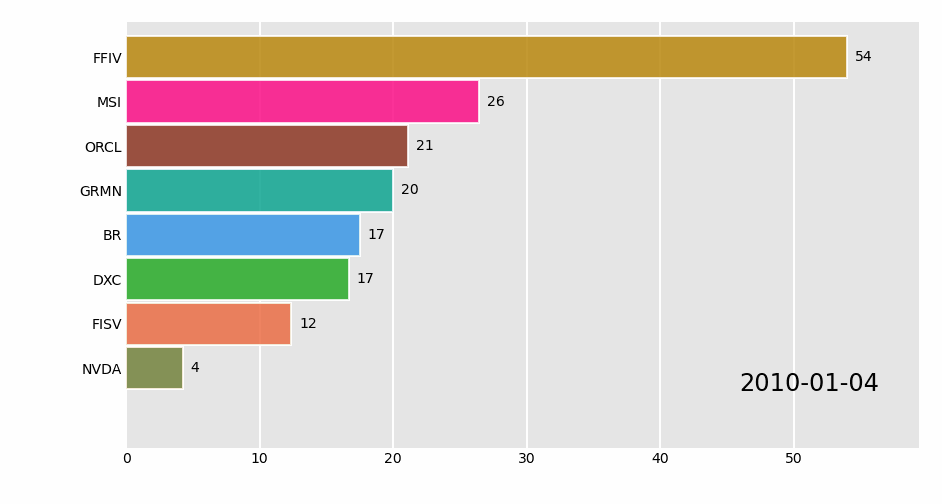 FFIV 54
MSI 26
ORCL 21
GRMN 20
BR 17
DXC 17
FISV 12
NVDA 4
2010-01-04
0 10 20 30 40 50